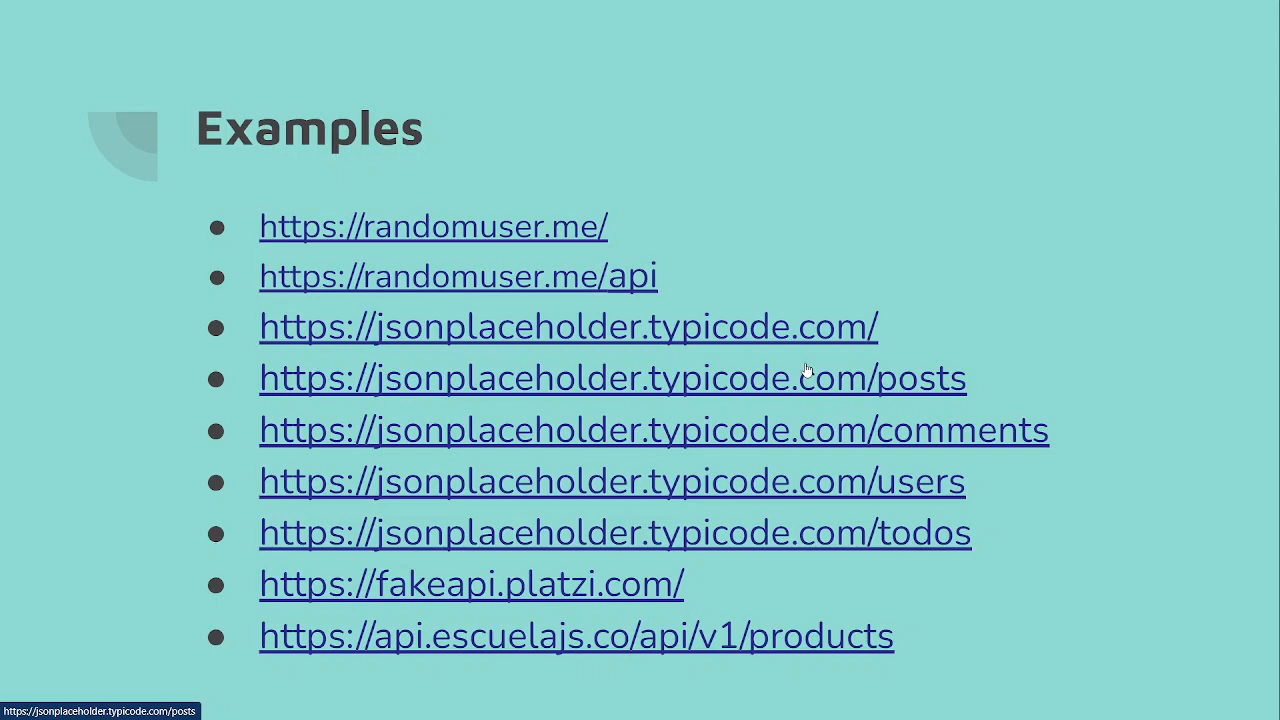 Examples
https://randomuser.me/
https://randomuser.me/api
https://jsonplaceholder.typicode.com/
https://jsonplaceholder.typicode.com/posts
https://jsonplaceholder.typicode.com/comments
https://jsonplaceholder.typicode.com/users
https://jsonplaceholder.typicode.com/todos
https://fakeapi.platzi.com/
https://api.escuelajs.co/api/v1/products
https://jsonplaceholder.typicode.com/posts